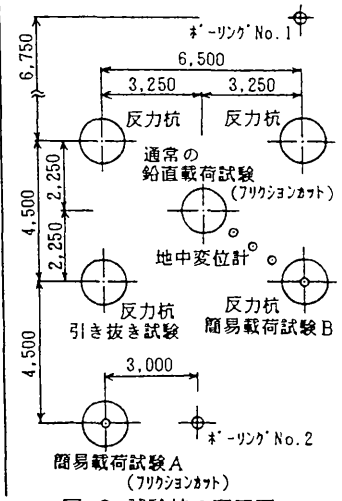 ﾎﾞｰﾘﾝｸﾞNo.1
6,750
6,500
3,250
3,250
反力杭
反力杭
通常の
鉛直載荷試験
(フリクションカット)
2,250
4,500
2,250
地中変位計
反力杭
引き抜き試験
反力杭
簡易載荷試験B
4,500
3,000
ﾎﾞｰﾘﾝｸﾞNo.2
簡易載荷試験A
(フリクションカット)